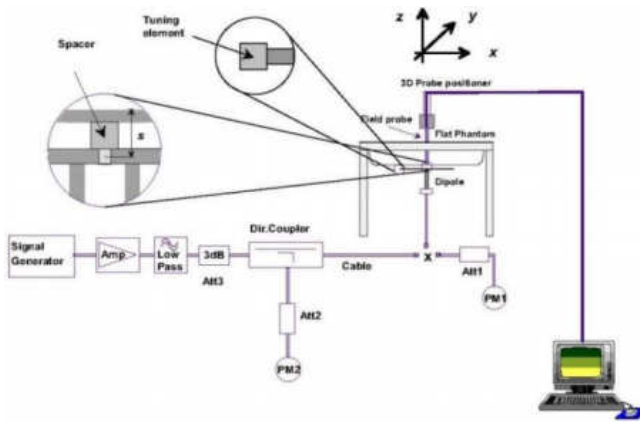 Tuning
element
Spacer
s
z
y
x
3D Probe positioner
Field probe
Flat Phantom
Dipole
Signal
Generator
Amp
Low
Pass
3dB
Att3
Dir.Coupler
Cable
X
Att1
PM1
Att2
PM2